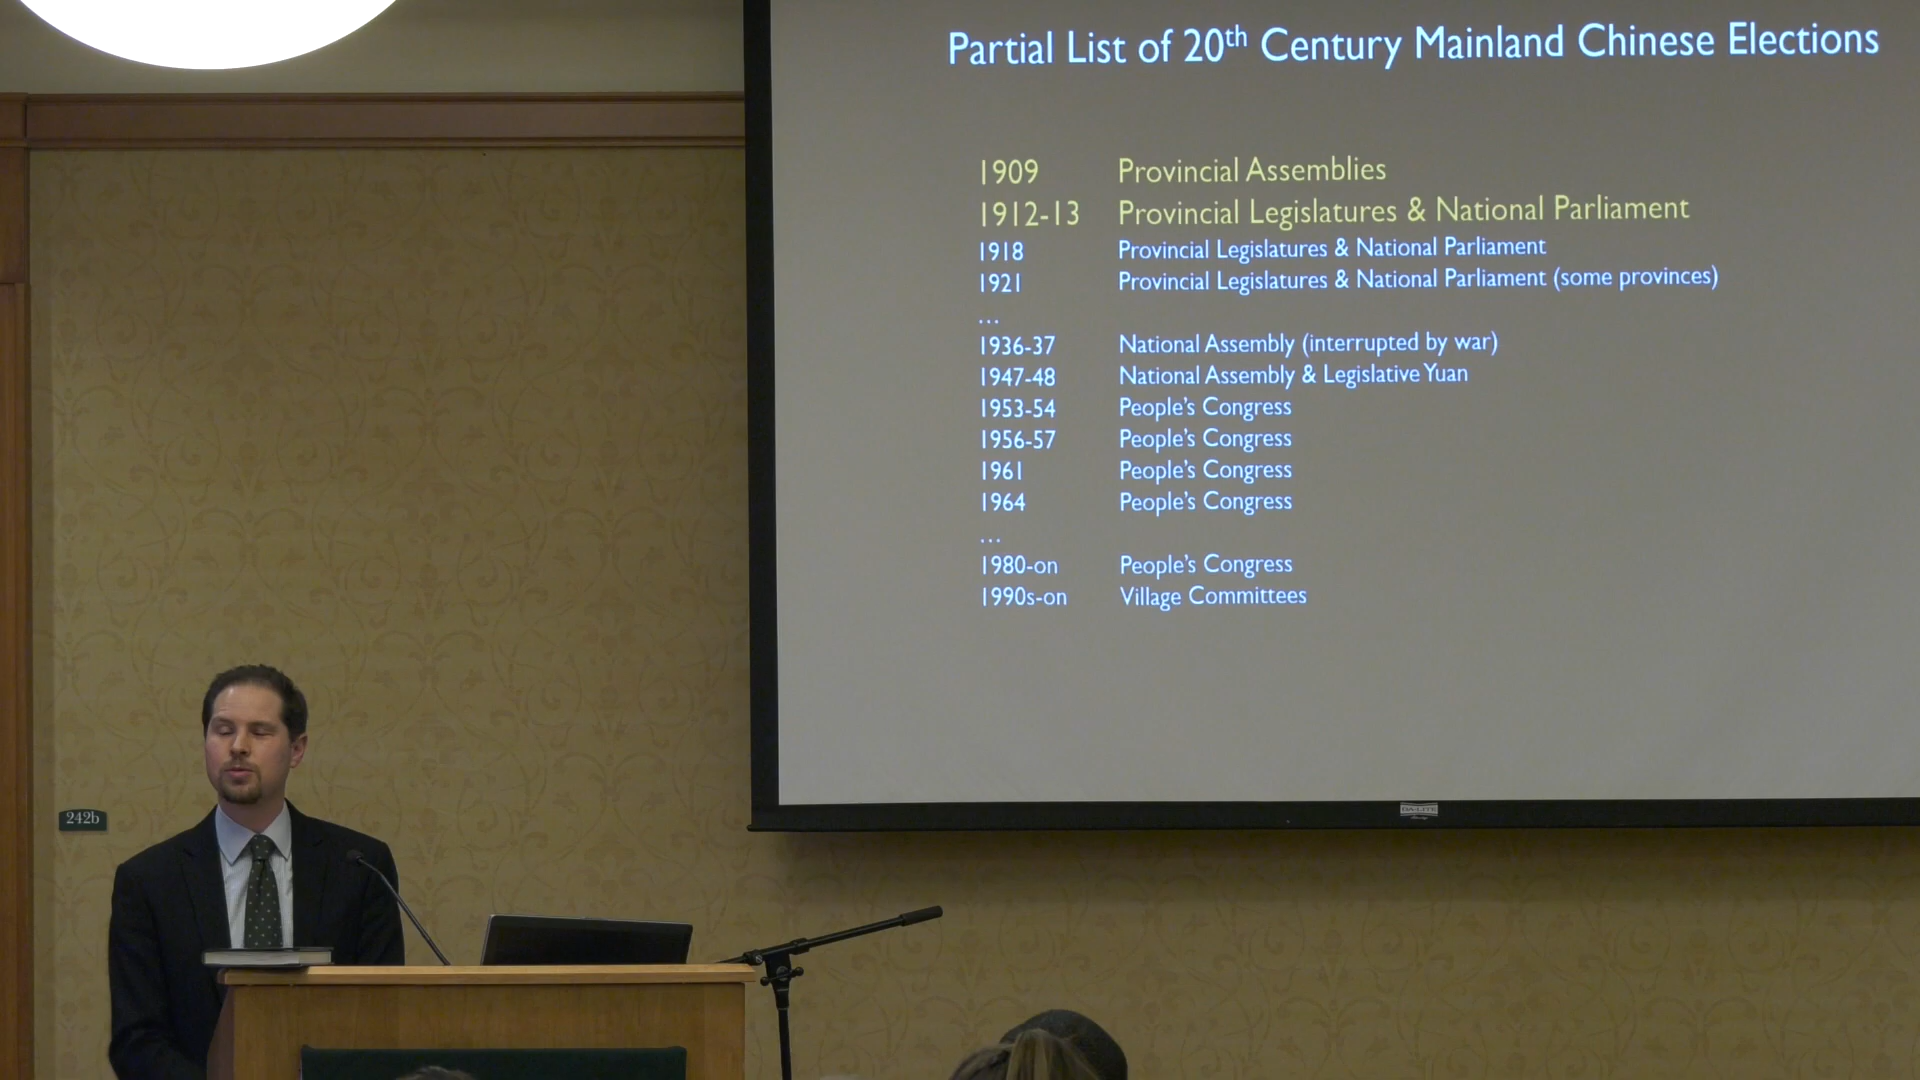 Partial List of 20th Century Mainland Chinese Elections
1909 Provincial Assemblies
1912-13 Provincial Legislatures & National Parliament
1918 Provincial Legislatures & National Parliament
1921 Provincial Legislatures & National Parliament (some provinces)
...
1936-37 National Assembly (interrupted by war)
1947-48 National Assembly & Legislative Yuan
1953-54 People's Congress
1956-57 People's Congress
1961 People's Congress
1964 People's Congress
...
1980-on People's Congress
1990s-on Village Committees
242b
DA-LITE